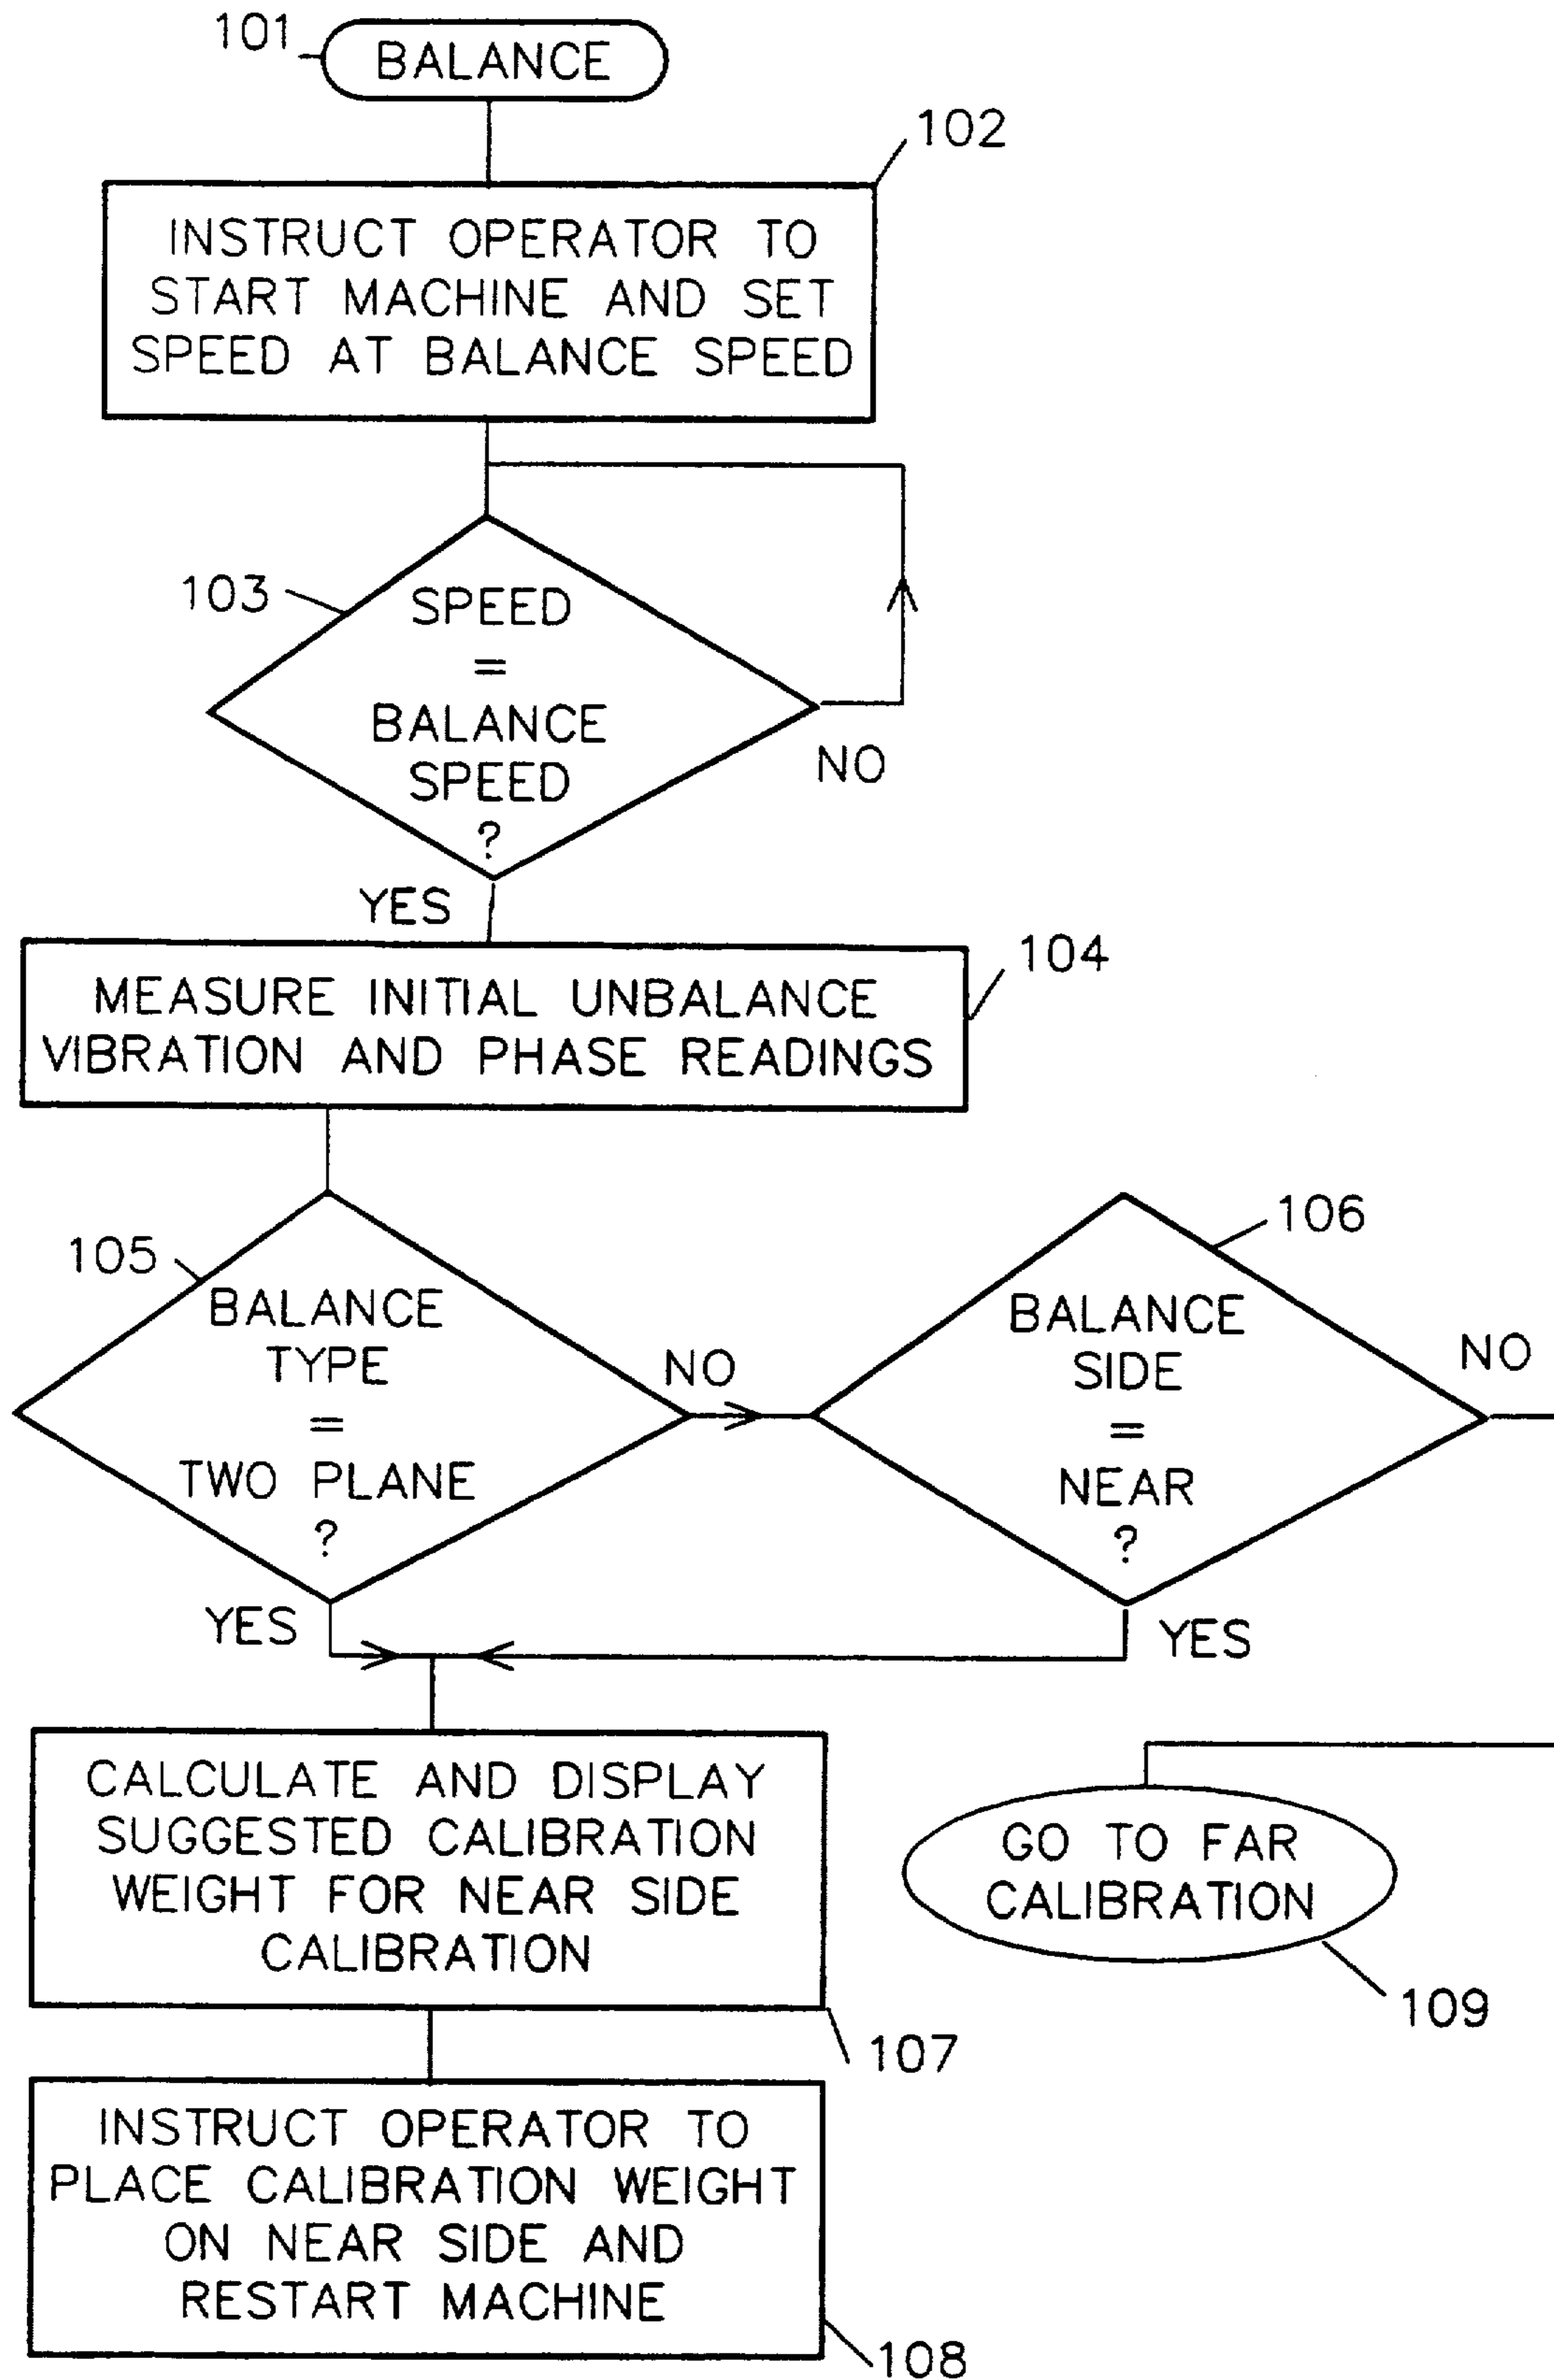 101
BALANCE
102
INSTRUCT OPERATOR TO
START MACHINE AND SET
SPEED AT BALANCE SPEED
103
SPEED
=
BALANCE
SPEED
?
NO
YES
104
MEASURE INITIAL UNBALANCE
VIBRATION AND PHASE READINGS
105
BALANCE
TYPE
=
TWO PLANE
?
NO
YES
106
BALANCE
SIDE
=
NEAR
?
NO
YES
CALCULATE AND DISPLAY
SUGGESTED CALIBRATION
WEIGHT FOR NEAR SIDE
CALIBRATION
107
GO TO FAR
CALIBRATION
109
INSTRUCT OPERATOR TO
PLACE CALIBRATION WEIGHT
ON NEAR SIDE AND
RESTART MACHINE
108